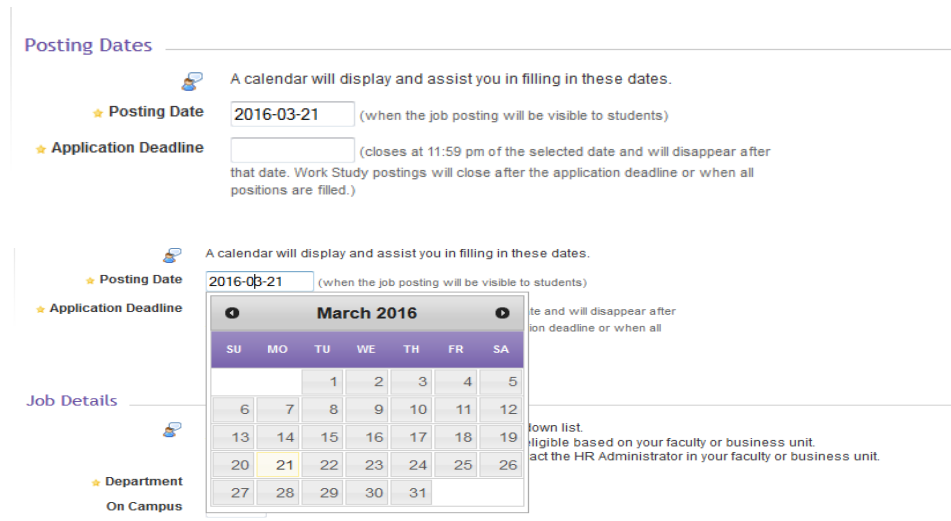 Posting Dates
A calendar will display and assist you in filling in these dates.
Posting Date 2016-03-21 (when the job posting will be visible to students)
Application Deadline (closes at 11:59 pm of the selected date and will disappear after
that date. Work Study postings will close after the application deadline or when all
positions are filled.)
A calendar will display and assist you in filling in these dates.
Posting Date 2016-03-21 (when the job posting will be visible to students)
Application Deadline te and will disappear after
March 2016
ion deadline or when all
SU MO TU WE TH FR SA
1 2 3 4 5
Job Details
6 7 8 9 10 11 12
down list.
13 14 15 16 17 18 19
eligible based on your faculty or business unit.
act the HR Administrator in your faculty or business unit.
20 21 22 23 24 25 26
Department
27 28 29 30 31
On Campus